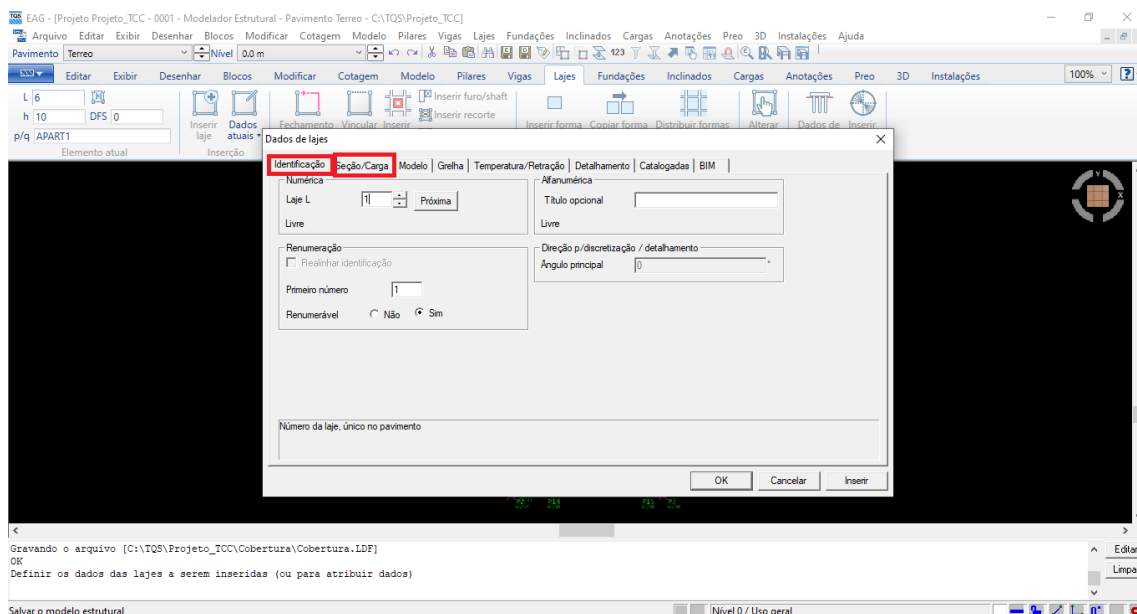 TQS EAG - [Projeto Projeto_TCC - 0001 - Modelador Estrutural - Pavimento Terreo - C:\TQS\Projeto_TCC]
Arquivo Editar Exibir Desenhar Blocos Modificar Cotagem Modelo Pilares Vigas Lajes Fundações Inclinados Cargas Anotações Preo 3D Instalações Ajuda
Pavimento Terreo Nível 0.0 m 123
Editar Exibir Desenhar Blocos Modificar Cotagem Modelo Pilares Vigas Lajes Fundações Inclinados Cargas Anotações Preo 3D Instalações 100% ?
L 6 Inserir furo/shaft
h 10 DFS 0 Inserir recorte
Inserir Dados Fechamento Vincular Inserir Inserir forma Copiar forma Distribuir formas Alterar Dados de Inserir
p/q APART1 laje atuais
Elemento atual Inserção
Dados de lajes
Identificação Seção/Carga Modelo Grelha Temperatura/Retração Detalhamento Catalogadas BIM
Numérica Alfanumérica
Laje L 1 Próxima Título opcional
Livre Livre
Renumeração Direção p/discretização / detalhamento
Realinhar identificação Ângulo principal 0 °
Primeiro número 1
Renumerável Não Sim
Número da laje, único no pavimento
OK Cancelar Inserir
P14 P15
Gravando o arquivo [C:\TQS\Projeto_TCC\Cobertura\Cobertura.LDF] Editar
OK
Definir os dados das lajes a serem inseridas (ou para atribuir dados) Limpa
Salvar o modelo estrutural Nível 0 / Uso geral